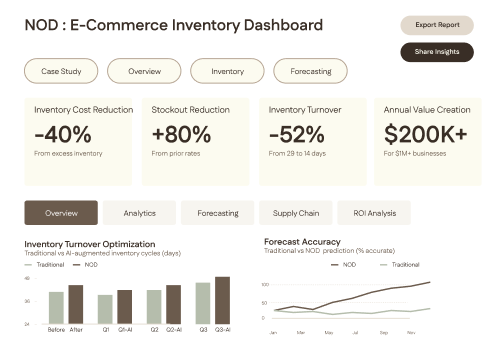 NOD : E-Commerce Inventory Dashboard
Export Report
Share Insights
Case Study
Overview
Inventory
Forecasting
Inventory Cost Reduction
-40%
From excess inventory
Stockout Reduction
+80%
From prior rates
Inventory Turnover
-52%
From 29 to 14 days
Annual Value Creation
$200K+
For $1M+ businesses
Overview
Analytics
Forecasting
Supply Chain
ROI Analysis
Inventory Turnover Optimization
Traditional vs AI-augmented inventory cycles (days)
Traditional
NOD
48
36
24
Before
After
Q1
Q1-AI
Q2
Q2-AI
Q3
Q3-AI
Forecast Accuracy
Traditional vs NOD prediction (% accurate)
NOD
Traditional
100
50
0
Jan
Mar
May
Jul
Sep
Nov